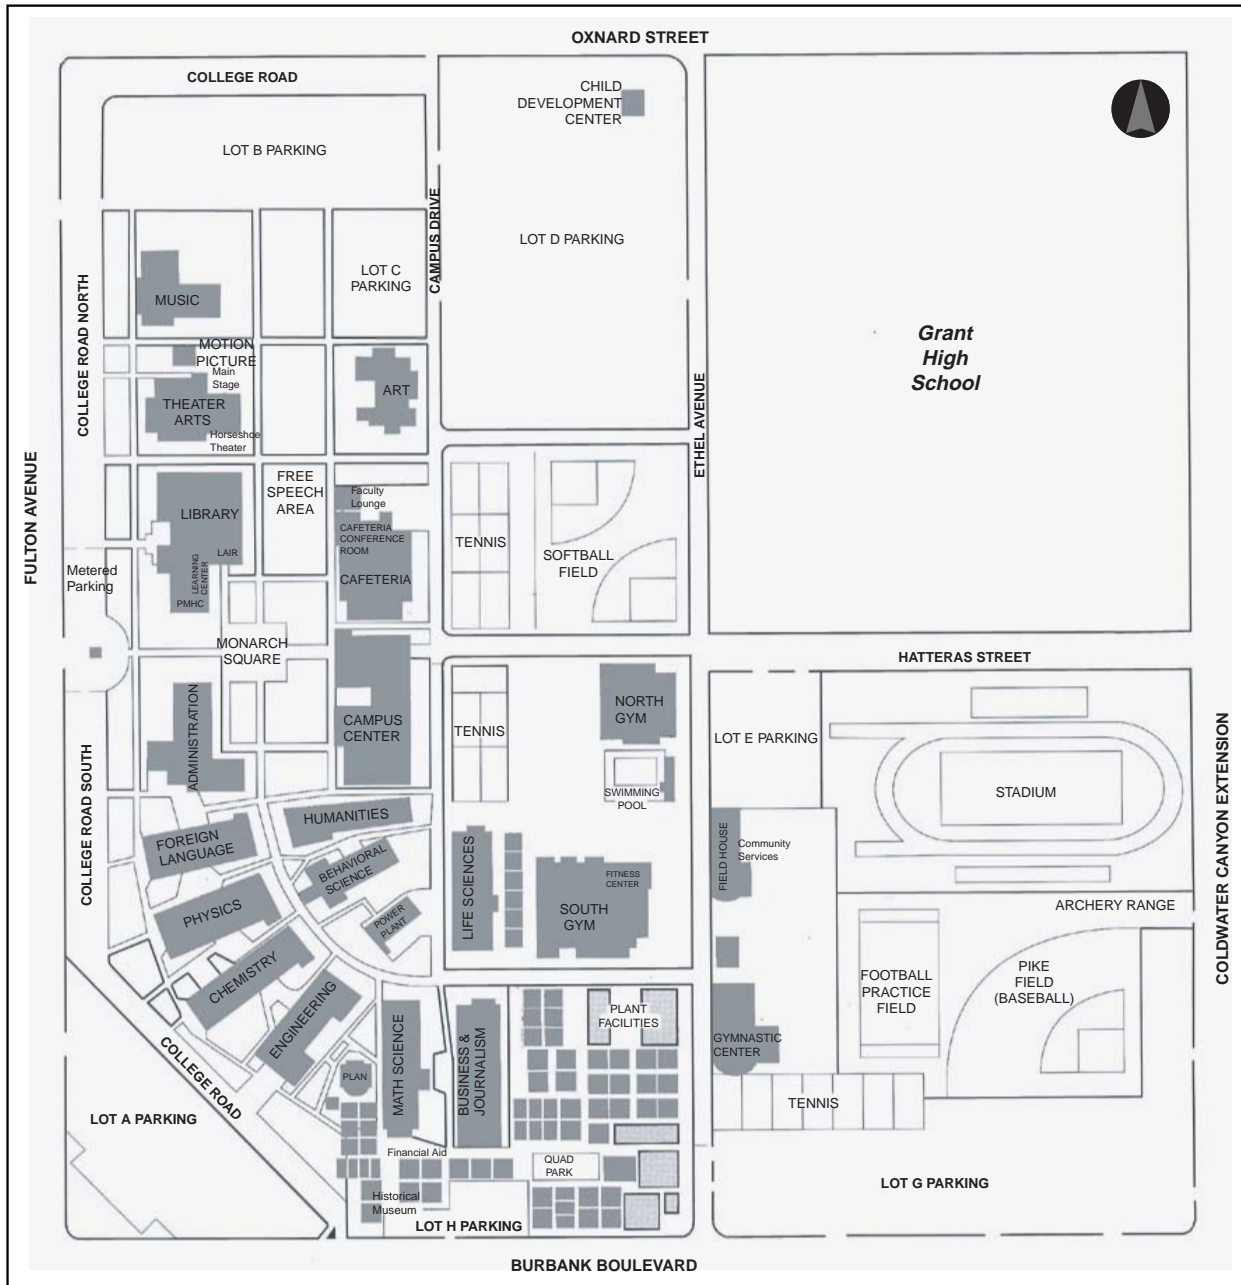 OXNARD STREET
COLLEGE ROAD
CHILD
DEVELOPMENT
CENTER
LOT B PARKING
CAMPUS DRIVE
LOT D PARKING
LOT C
PARKING
MUSIC
COLLEGE ROAD NORTH
Grant
High
School
MOTION
PICTURE
Main
Stage
THEATER
ARTS
Horseshoe
Theater
ART
ETHEL AVENUE
FULTON AVENUE
FREE
SPEECH
AREA
LIBRARY
LAIR
LEARNING
CENTER
PMHC
Faculty
Lounge
CAFETERIA
CONFERENCE
ROOM
CAFETERIA
TENNIS
SOFTBALL
FIELD
Metered
Parking
MONARCH
SQUARE
HATTERAS STREET
ADMINISTRATION
CAMPUS
CENTER
TENNIS
NORTH
GYM
SWIMMING
POOL
LOT E PARKING
STADIUM
COLDWATER CANYON EXTENSION
COLLEGE ROAD SOUTH
HUMANITIES
FOREIGN
LANGUAGE
BEHAVIORAL
SCIENCE
LIFE SCIENCES
FITNESS
CENTER
SOUTH
GYM
FIELD HOUSE
Community
Services
ARCHERY RANGE
PHYSICS
POWER
PLANT
CHEMISTRY
ENGINEERING
FOOTBALL
PRACTICE
FIELD
PIKE
FIELD
(BASEBALL)
PLANT
FACILITIES
GYMNASTIC
CENTER
MATH SCIENCE
BUSINESS &
JOURNALISM
PLAN
COLLEGE ROAD
LOT A PARKING
TENNIS
Financial Aid
QUAD
PARK
Historical
Museum
LOT H PARKING
LOT G PARKING
BURBANK BOULEVARD